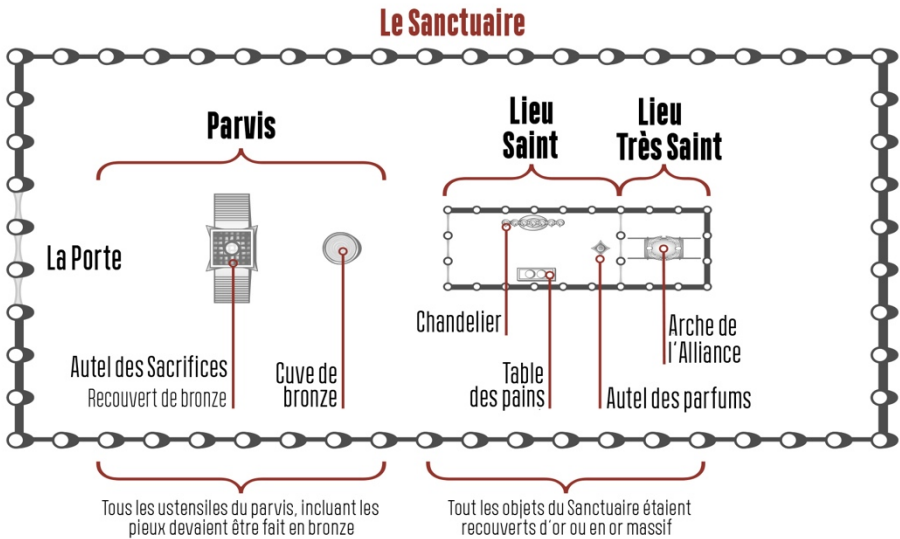 Le Sanctuaire
Parvis
Lieu
Saint
Lieu
Très Saint
La Porte
Autel des Sacrifices
Recouvert de bronze
Cuve de
bronze
Chandelier
Table
des pains
Autel des parfums
Arche de
l'Alliance
Tous les ustensiles du parvis, incluant les
pieux devaient être fait en bronze
Tout les objets du Sanctuaire étaient
recouverts d'or ou en or massif